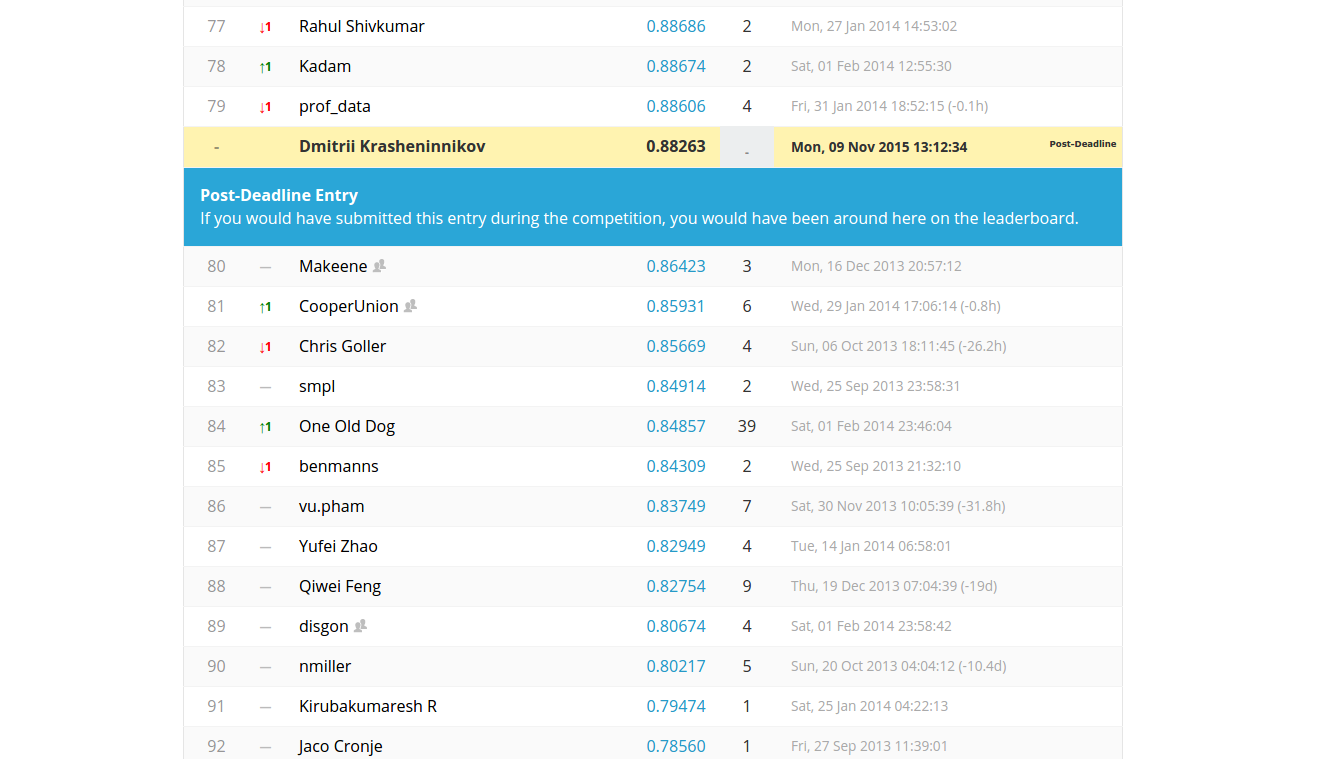 77 ↓1 Rahul Shivkumar 0.88686 2 Mon, 27 Jan 2014 14:53:02
78 ↑1 Kadam 0.88674 2 Sat, 01 Feb 2014 12:55:30
79 ↓1 prof_data 0.88606 4 Fri, 31 Jan 2014 18:52:15 (-0.1h)
- Dmitrii Krasheninnikov 0.88263 - Mon, 09 Nov 2015 13:12:34 Post-Deadline
Post-Deadline Entry
If you would have submitted this entry during the competition, you would have been around here on the leaderboard.
80 — Makeene 0.86423 3 Mon, 16 Dec 2013 20:57:12
81 ↑1 CooperUnion 0.85931 6 Wed, 29 Jan 2014 17:06:14 (-0.8h)
82 ↓1 Chris Goller 0.85669 4 Sun, 06 Oct 2013 18:11:45 (-26.2h)
83 — smpl 0.84914 2 Wed, 25 Sep 2013 23:58:31
84 ↑1 One Old Dog 0.84857 39 Sat, 01 Feb 2014 23:46:04
85 ↓1 benmanns 0.84309 2 Wed, 25 Sep 2013 21:32:10
86 — vu.pham 0.83749 7 Sat, 30 Nov 2013 10:05:39 (-31.8h)
87 — Yufei Zhao 0.82949 4 Tue, 14 Jan 2014 06:58:01
88 — Qiwei Feng 0.82754 9 Thu, 19 Dec 2013 07:04:39 (-19d)
89 — disgon 0.80674 4 Sat, 01 Feb 2014 23:58:42
90 — nmiller 0.80217 5 Sun, 20 Oct 2013 04:04:12 (-10.4d)
91 — Kirubakumaresh R 0.79474 1 Sat, 25 Jan 2014 04:22:13
92 — Jaco Cronje 0.78560 1 Fri, 27 Sep 2013 11:39:01